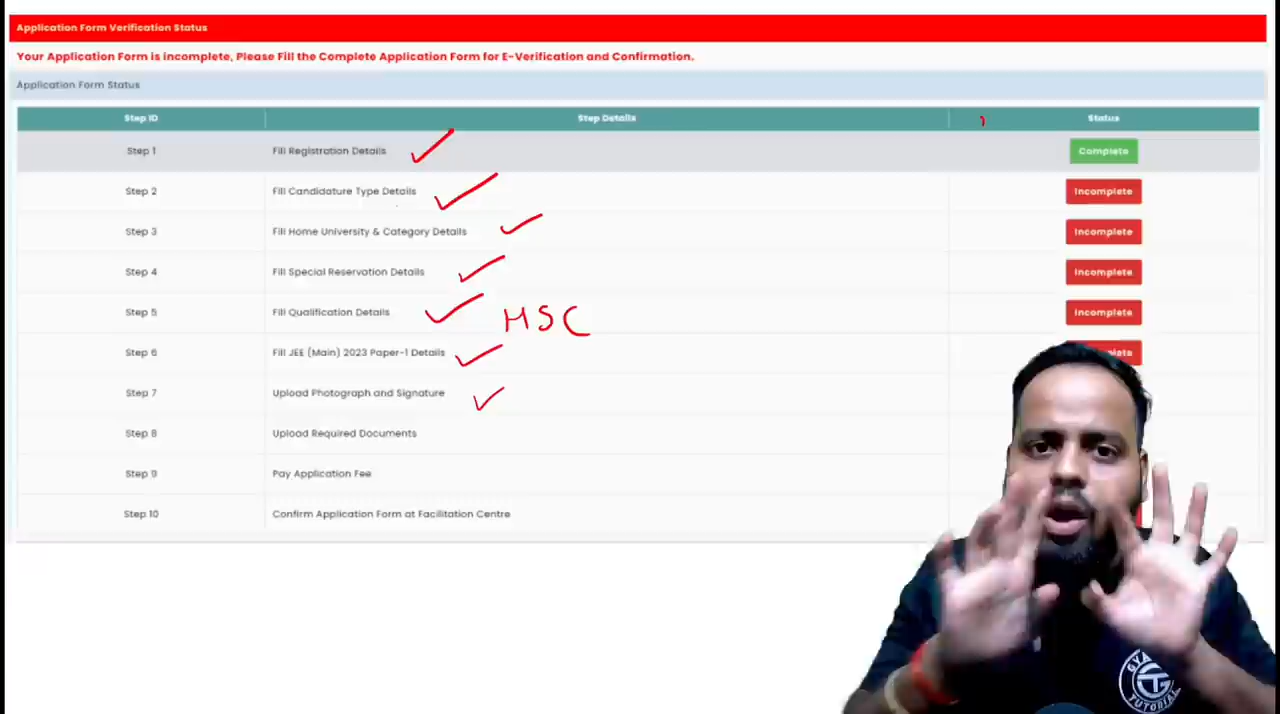 Application Form Verification Status
Your Application Form is incomplete, Please Fill the Complete Application Form for E-Verification and Confirmation.
Application Form Status
Step ID Step Details Status
Step 1 Fill Registration Details Complete
Step 2 Fill Candidature Type Details Incomplete
Step 3 Fill Home University & Category Details Incomplete
Step 4 Fill Special Reservation Details Incomplete
Step 5 Fill Qualification Details HSC Incomplete
Step 6 Fill JEE (Main) 2023 Paper-1 Details
Step 7 Upload Photograph and Signature
Step 8 Upload Required Documents
Step 9 Pay Application Fee
Step 10 Confirm Application Form at Facilitation Centre
TUTORIAL